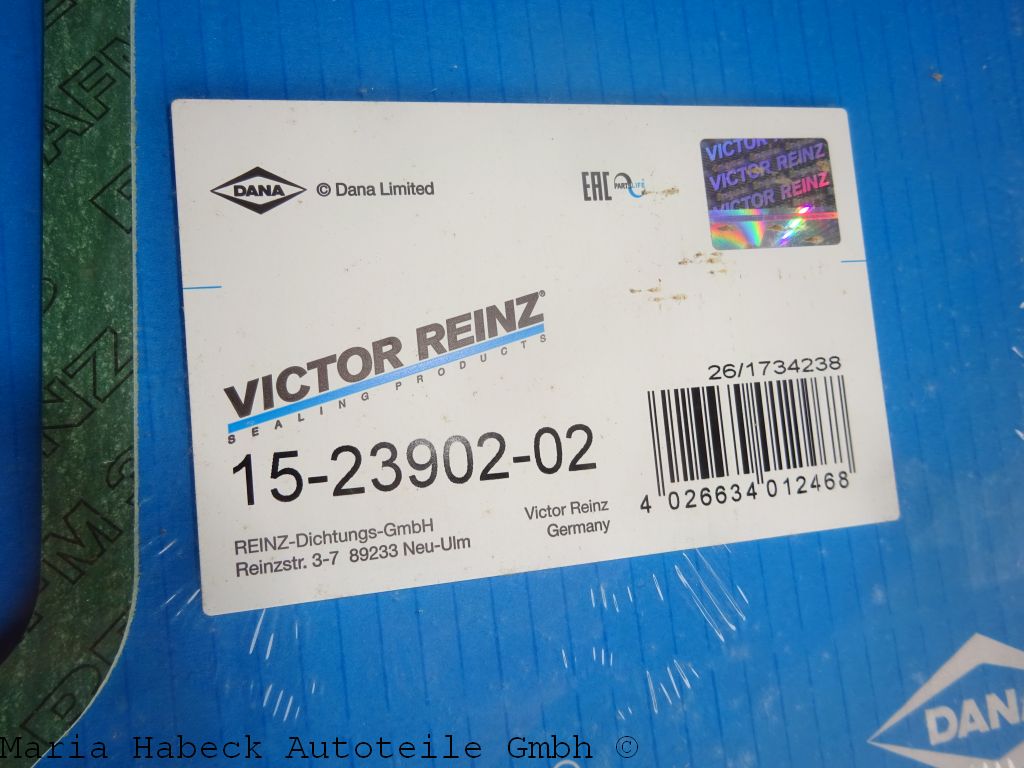 DANA © Dana Limited
EAC PARTSLIFE
VICTOR REINZ
VICTOR REINZ
VICTOR REINZ
VICTOR REINZ®
SEALING PRODUCTS
15-23902-02
26/1734238
4 026634 012468
REINZ-Dichtungs-GmbH
Reinzstr. 3-7 89233 Neu-Ulm
Victor Reinz
Germany
DANA
Maria Habeck Autoteile Gmbh ©